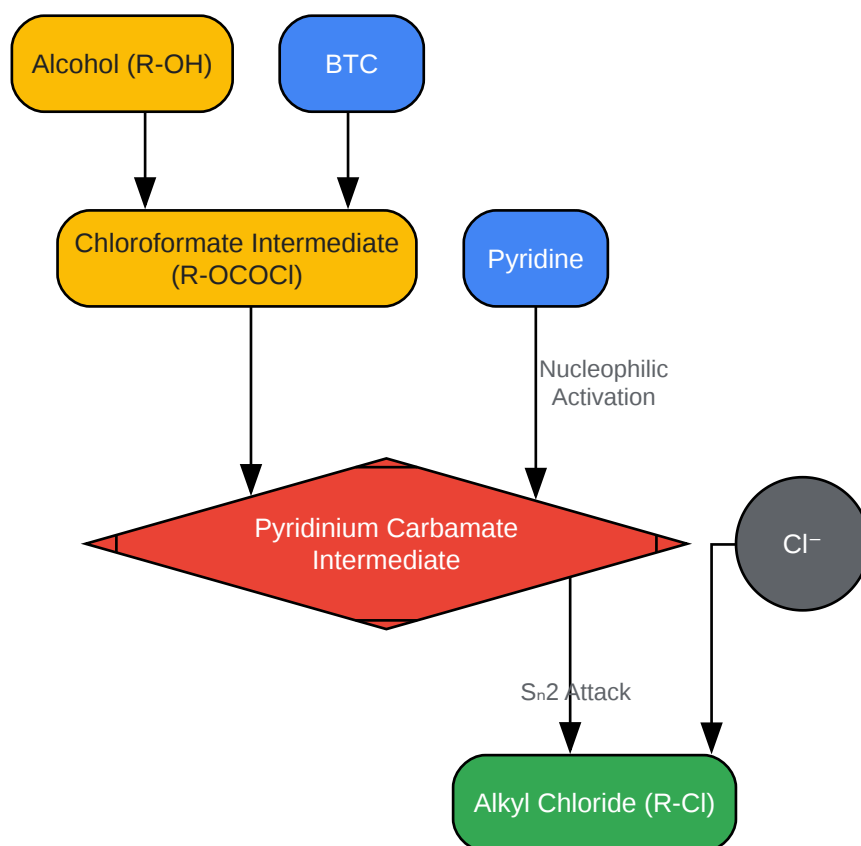 Alcohol (R-OH)
BTC
Chloroformate Intermediate
(R-OCOCl)
Pyridine
Nucleophilic
Activation
Pyridinium Carbamate
Intermediate
Cl⁻
Sₙ2 Attack
Alkyl Chloride (R-Cl)